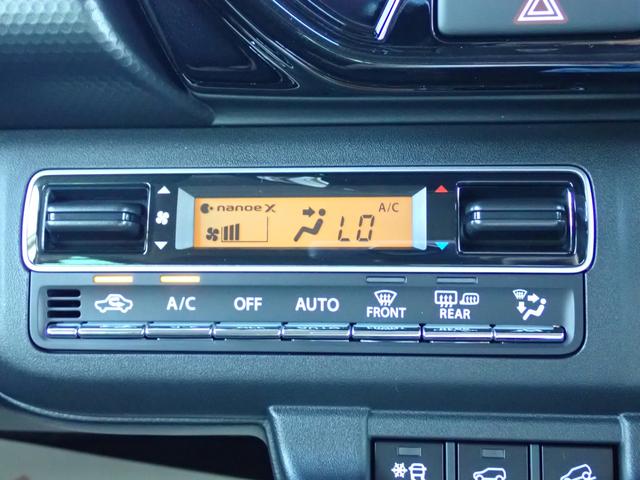 nanoe X
A/C
LO
A/C
OFF
AUTO
FRONT
REAR